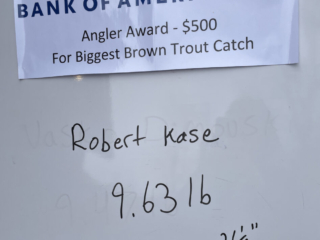 BANK OF AMER
Angler Award - $500
For Biggest Brown Trout Catch
Robert Kase
9.63 lb